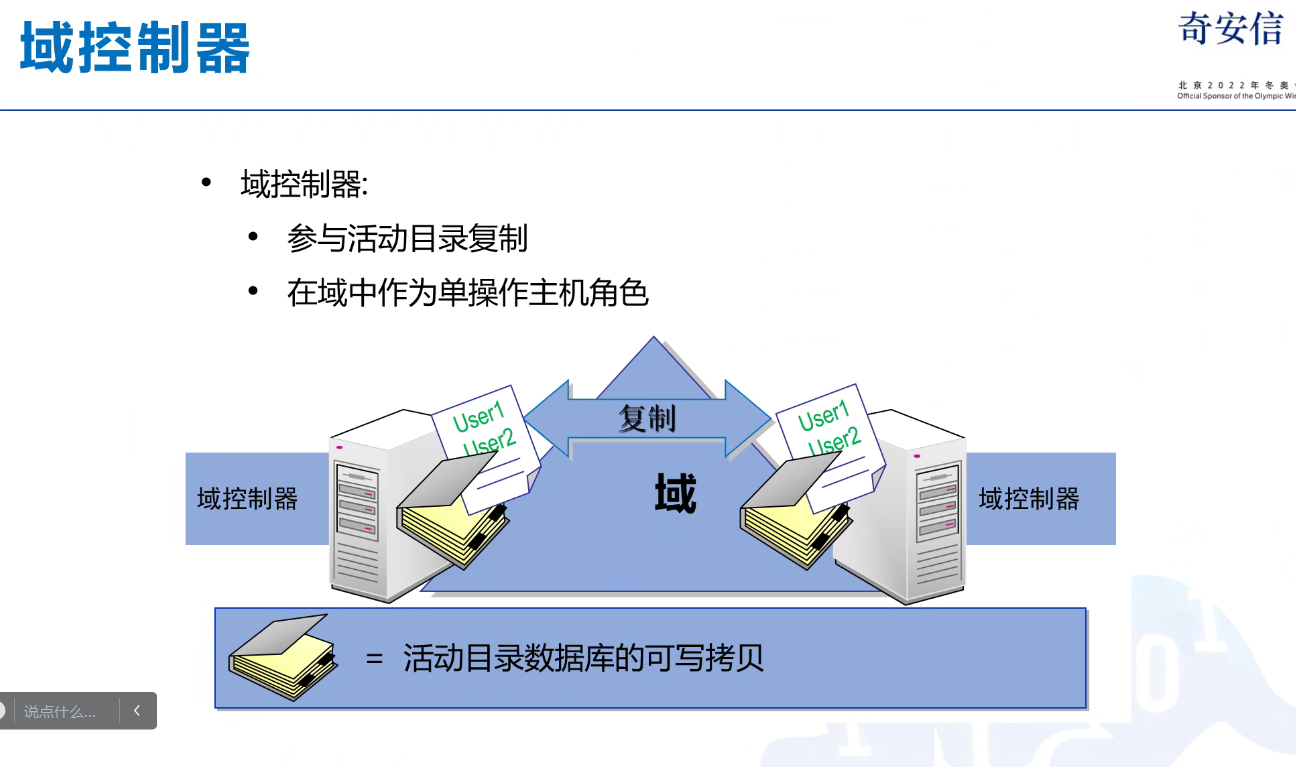 域控制器
奇安信
北京2022年冬奥
Official Sponsor of the Olympic Win
• 域控制器:
• 参与活动目录复制
• 在域中作为单操作主机角色
User1
User2
复制
User1
User2
域控制器
域
域控制器
= 活动目录数据库的可写拷贝
说点什么...